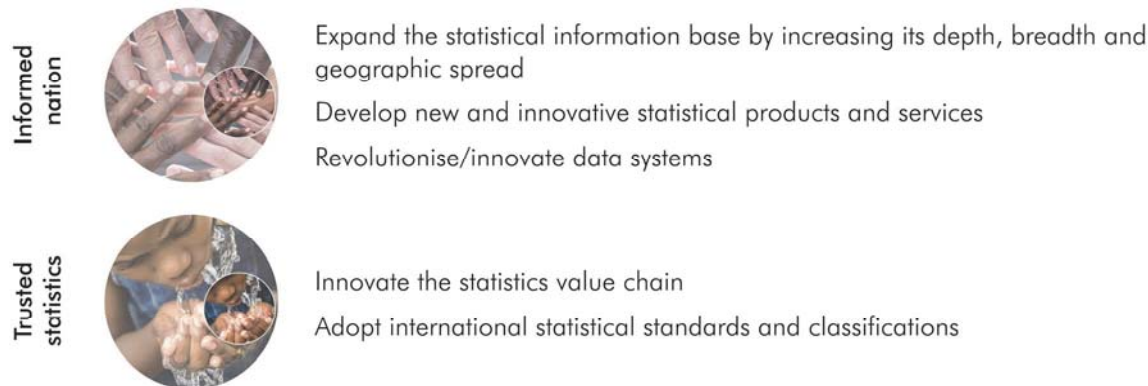 Informed
nation
Expand the statistical information base by increasing its depth, breadth and
geographic spread
Develop new and innovative statistical products and services
Revolutionise/innovate data systems
Trusted
statistics
Innovate the statistics value chain
Adopt international statistical standards and classifications